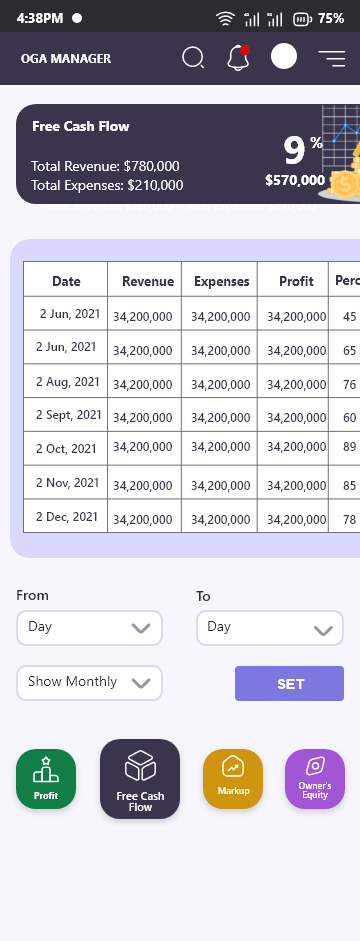 4:38PM 75%
OGA MANAGER
Free Cash Flow
9 %
Total Revenue: $780,000
Total Expenses: $210,000
$570,000
Date Revenue Expenses Profit Perc
2 Jun, 2021 34,200,000 34,200,000 34,200,000 45
2 Jun, 2021 34,200,000 34,200,000 34,200,000 65
2 Aug, 2021 34,200,000 34,200,000 34,200,000 76
2 Sept, 2021 34,200,000 34,200,000 34,200,000 60
2 Oct, 2021 34,200,000 34,200,000 34,200,000 89
2 Nov, 2021 34,200,000 34,200,000 34,200,000 85
2 Dec, 2021 34,200,000 34,200,000 34,200,000 78
From To
Day Day
Show Monthly SET
Profit
Free Cash
Flow
Markup
Owner's
Equity